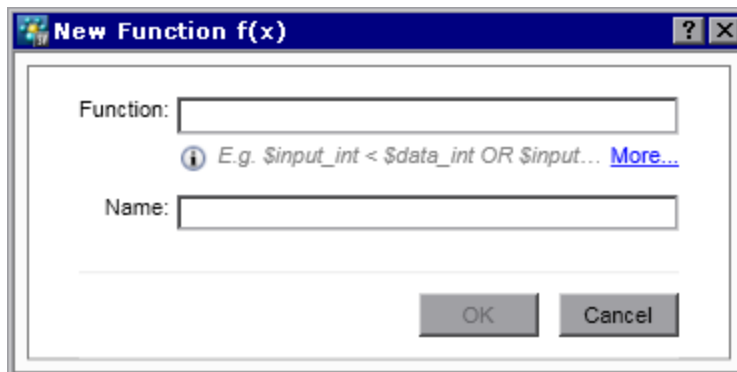 New Function f(x)
Function:
E.g. $input_int < $data_int OR $input... More...
Name:
OK Cancel